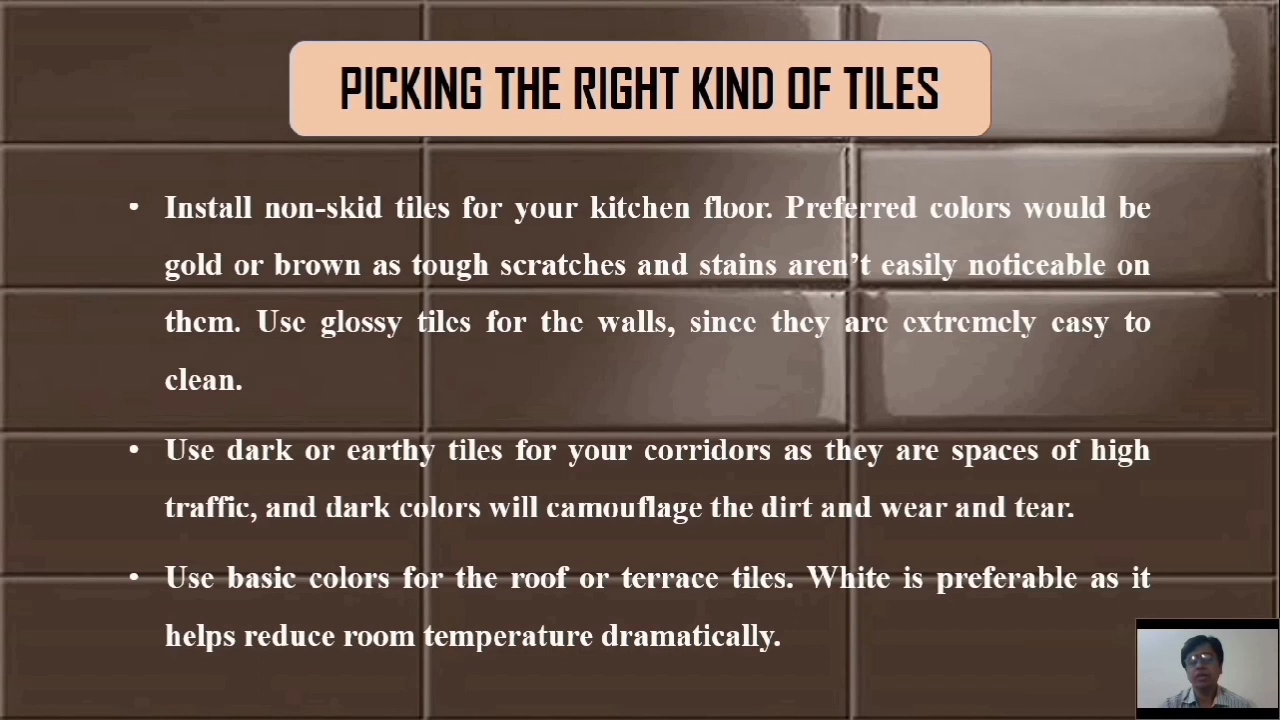 PICKING THE RIGHT KIND OF TILES
• Install non-skid tiles for your kitchen floor. Preferred colors would be
gold or brown as tough scratches and stains aren't easily noticeable on
them. Use glossy tiles for the walls, since they are extremely easy to
clean.
• Use dark or earthy tiles for your corridors as they are spaces of high
traffic, and dark colors will camouflage the dirt and wear and tear.
• Use basic colors for the roof or terrace tiles. White is preferable as it
helps reduce room temperature dramatically.